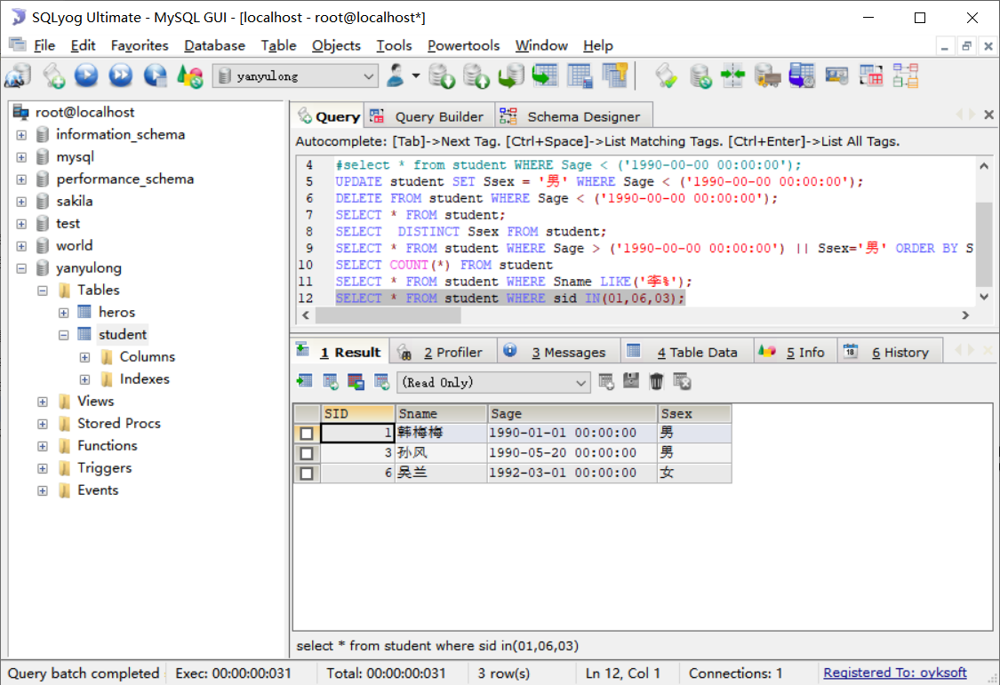 SQLyog Ultimate - MySQL GUI - [localhost - root@localhost*]
File Edit Favorites Database Table Objects Tools Powertools Window Help
yanyulong
root@localhost
information_schema
mysql
performance_schema
sakila
test
world
yanyulong
Tables
heros
student
Columns
Indexes
Views
Stored Procs
Functions
Triggers
Events
Query Query Builder Schema Designer
Autocomplete: [Tab]->Next Tag. [Ctrl+Space]->List Matching Tags. [Ctrl+Enter]->List All Tags.
4 #select * from student WHERE Sage < ('1990-00-00 00:00:00');
5 UPDATE student SET Ssex = '男' WHERE Sage < ('1990-00-00 00:00:00');
6 DELETE FROM student WHERE Sage < ('1990-00-00 00:00:00');
7 SELECT * FROM student;
8 SELECT  DISTINCT Ssex FROM student;
9 SELECT * FROM student WHERE Sage > ('1990-00-00 00:00:00') || Ssex='男' ORDER BY S
10 SELECT COUNT(*) FROM student
11 SELECT * FROM student WHERE Sname LIKE('李%');
12 SELECT * FROM student WHERE sid IN(01,06,03);
1 Result 2 Profiler 3 Messages 4 Table Data 5 Info 18 6 History
(Read Only)
SID Sname Sage Ssex
1 韩梅梅 1990-01-01 00:00:00 男
3 孙风 1990-05-20 00:00:00 男
6 吴兰 1992-03-01 00:00:00 女
select * from student where sid in(01,06,03)
Query batch completed Exec: 00:00:00:031 Total: 00:00:00:031 3 row(s) Ln 12, Col 1 Connections: 1 Registered To: oyksoft